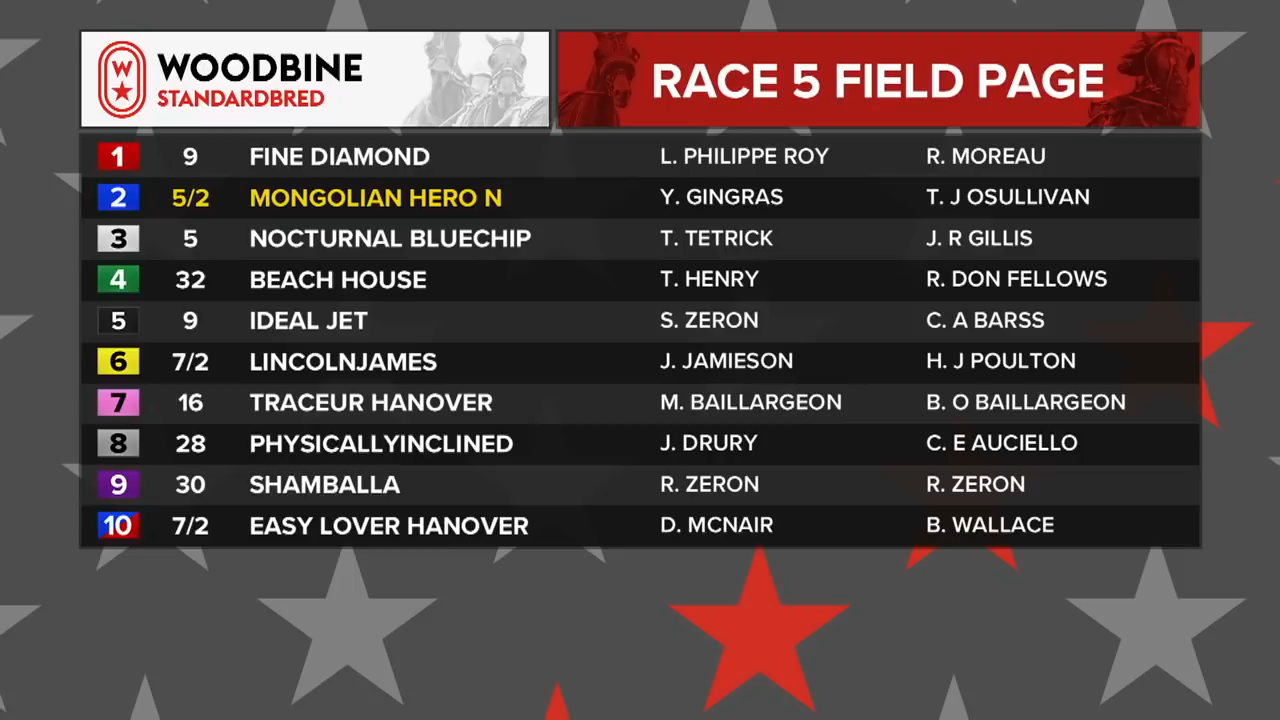 W
WOODBINE
STANDARDBRED
RACE 5 FIELD PAGE
1 9 FINE DIAMOND L. PHILIPPE ROY R. MOREAU
2 5/2 MONGOLIAN HERO N Y. GINGRAS T. J OSULLIVAN
3 5 NOCTURNAL BLUECHIP T. TETRICK J. R GILLIS
4 32 BEACH HOUSE T. HENRY R. DON FELLOWS
5 9 IDEAL JET S. ZERON C. A BARSS
6 7/2 LINCOLNJAMES J. JAMIESON H. J POULTON
7 16 TRACEUR HANOVER M. BAILLARGEON B. O BAILLARGEON
8 28 PHYSICALLYINCLINED J. DRURY C. E AUCIELLO
9 30 SHAMBALLA R. ZERON R. ZERON
10 7/2 EASY LOVER HANOVER D. MCNAIR B. WALLACE